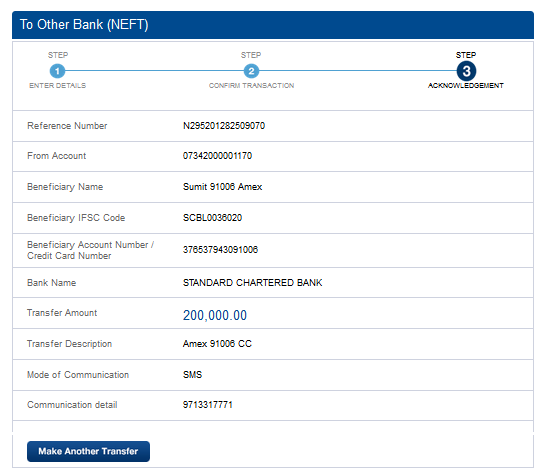 To Other Bank (NEFT)
STEP STEP STEP
1 2 3
ENTER DETAILS CONFIRM TRANSACTION ACKNOWLEDGEMENT
Reference Number N295201282509070
From Account 07342000001170
Beneficiary Name Sumit 91006 Amex
Beneficiary IFSC Code SCBL0036020
Beneficiary Account Number /
Credit Card Number 376537943091006
Bank Name STANDARD CHARTERED BANK
Transfer Amount 200,000.00
Transfer Description Amex 91006 CC
Mode of Communication SMS
Communication detail 9713317771
Make Another Transfer